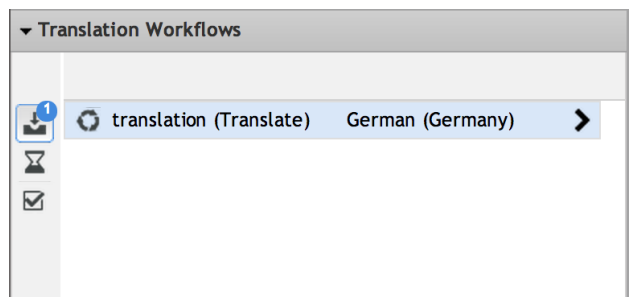 Translation Workflows
1
translation (Translate) German (Germany)